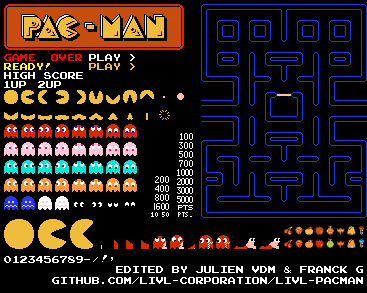 PAC-MAN
GAME OVER PLAY >
READY! PLAY >
HIGH SCORE
1UP 2UP
100
300
500
700
1000
200 2000
400 3000
800 5000
1600 PTS
10 50 PTS.
0123456789-/!"
EDITED BY JULIEN VDM & FRANCK G
GITHUB.COM/LIVL-CORPORATION/LIVL-PACMAN